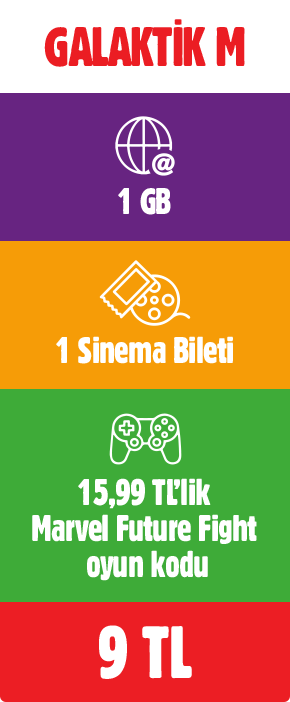 GALAKTİK M
@
1 GB
1 Sinema Bileti
15,99 TL'lik
Marvel Future Fight
oyun kodu
9 TL